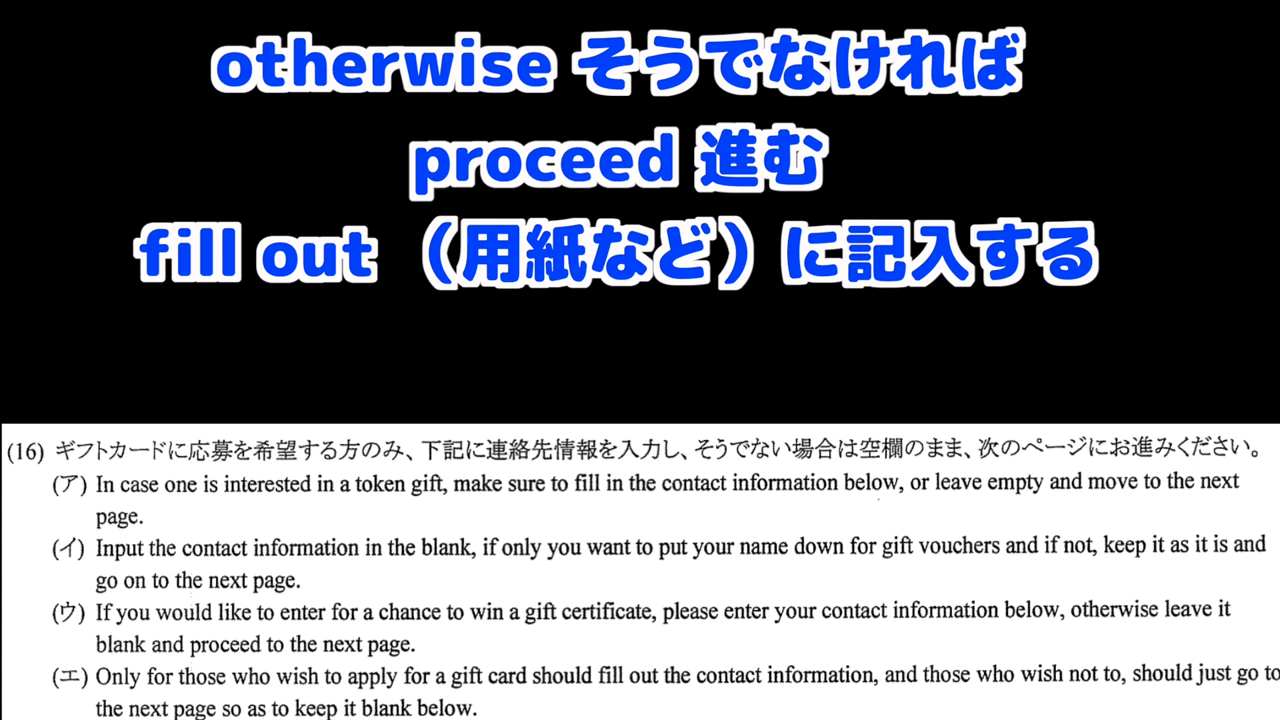 otherwise そうでなければ
proceed 進む
fill out （用紙など）に記入する
(16) ギフトカードに応募を希望する方のみ、下記に連絡先情報を入力し、そうでない場合は空欄のまま、次のページにお進みください。
(ア) In case one is interested in a token gift, make sure to fill in the contact information below, or leave empty and move to the next
page.
(イ) Input the contact information in the blank, if only you want to put your name down for gift vouchers and if not, keep it as it is and
go on to the next page.
(ウ) If you would like to enter for a chance to win a gift certificate, please enter your contact information below, otherwise leave it
blank and proceed to the next page.
(エ) Only for those who wish to apply for a gift card should fill out the contact information, and those who wish not to, should just go to
the next page so as to keep it blank below.